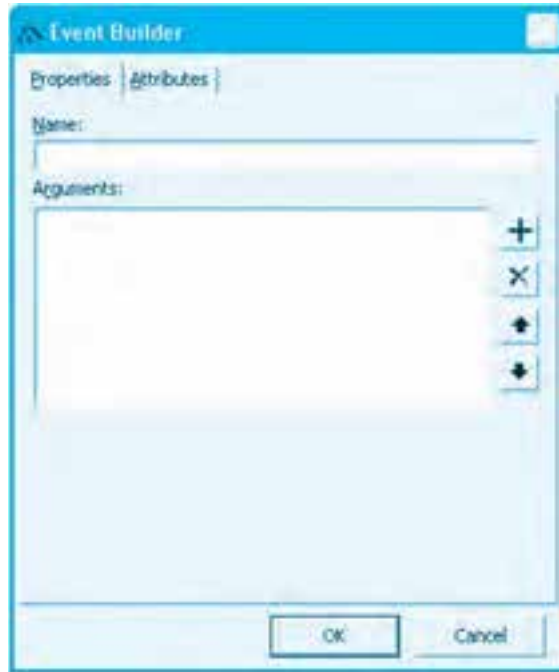 Event Builder
Properties Attributes
Name:
Arguments:
OK Cancel